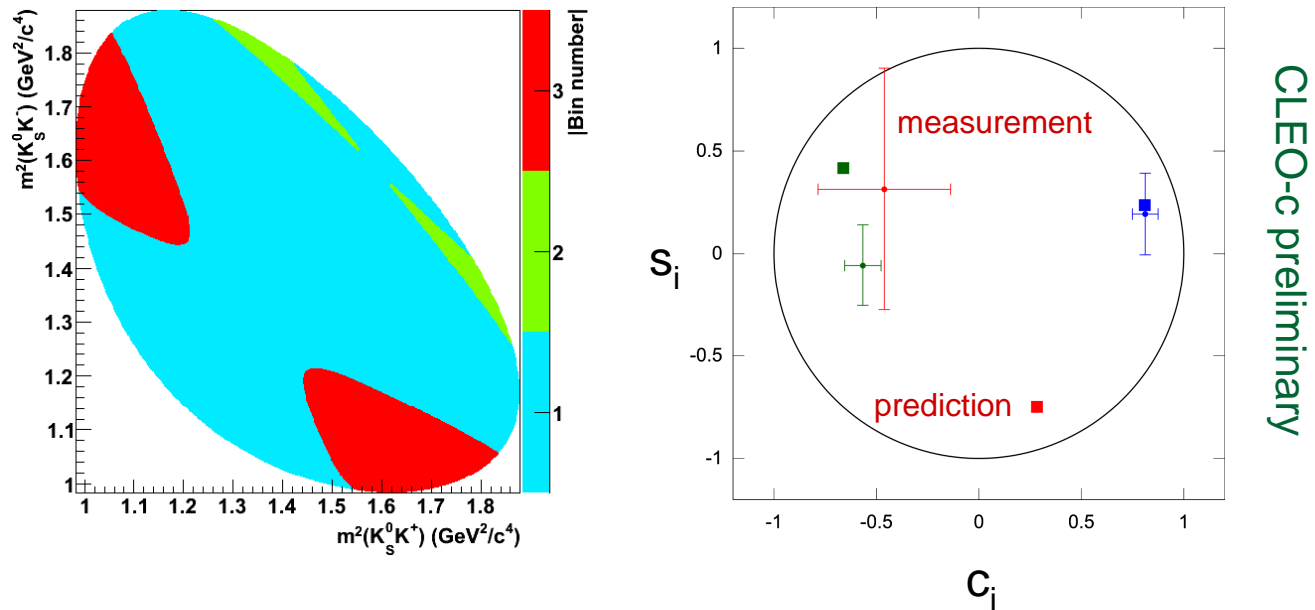 m²(K⁰ₛK⁻) (GeV²/c⁴)
1.8
1.7
1.6
1.5
1.4
1.3
1.2
1.1
1
1 1.1 1.2 1.3 1.4 1.5 1.6 1.7 1.8
m²(K⁰ₛK⁺) (GeV²/c⁴)
|Bin number|
3
2
1
sᵢ
1
0.5
0
-0.5
-1
measurement
prediction
-1 -0.5 0 0.5 1
cᵢ
CLEO-c preliminary